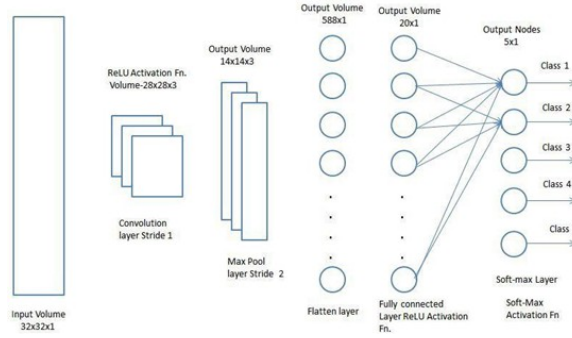 Output Volume
588x1
Output Volume
20x1
Output Nodes
5x1
Output Volume
14x14x3
ReLU Activation Fn.
Volume-28x28x3
Class 1
Class 2
Class 3
Class 4
Class
Convolution
layer Stride 1
Max Pool
layer Stride 2
Input Volume
32x32x1
Flatten layer
Fully connected
Layer ReLU Activation
Fn.
Soft-max Layer
Soft-Max
Activation Fn